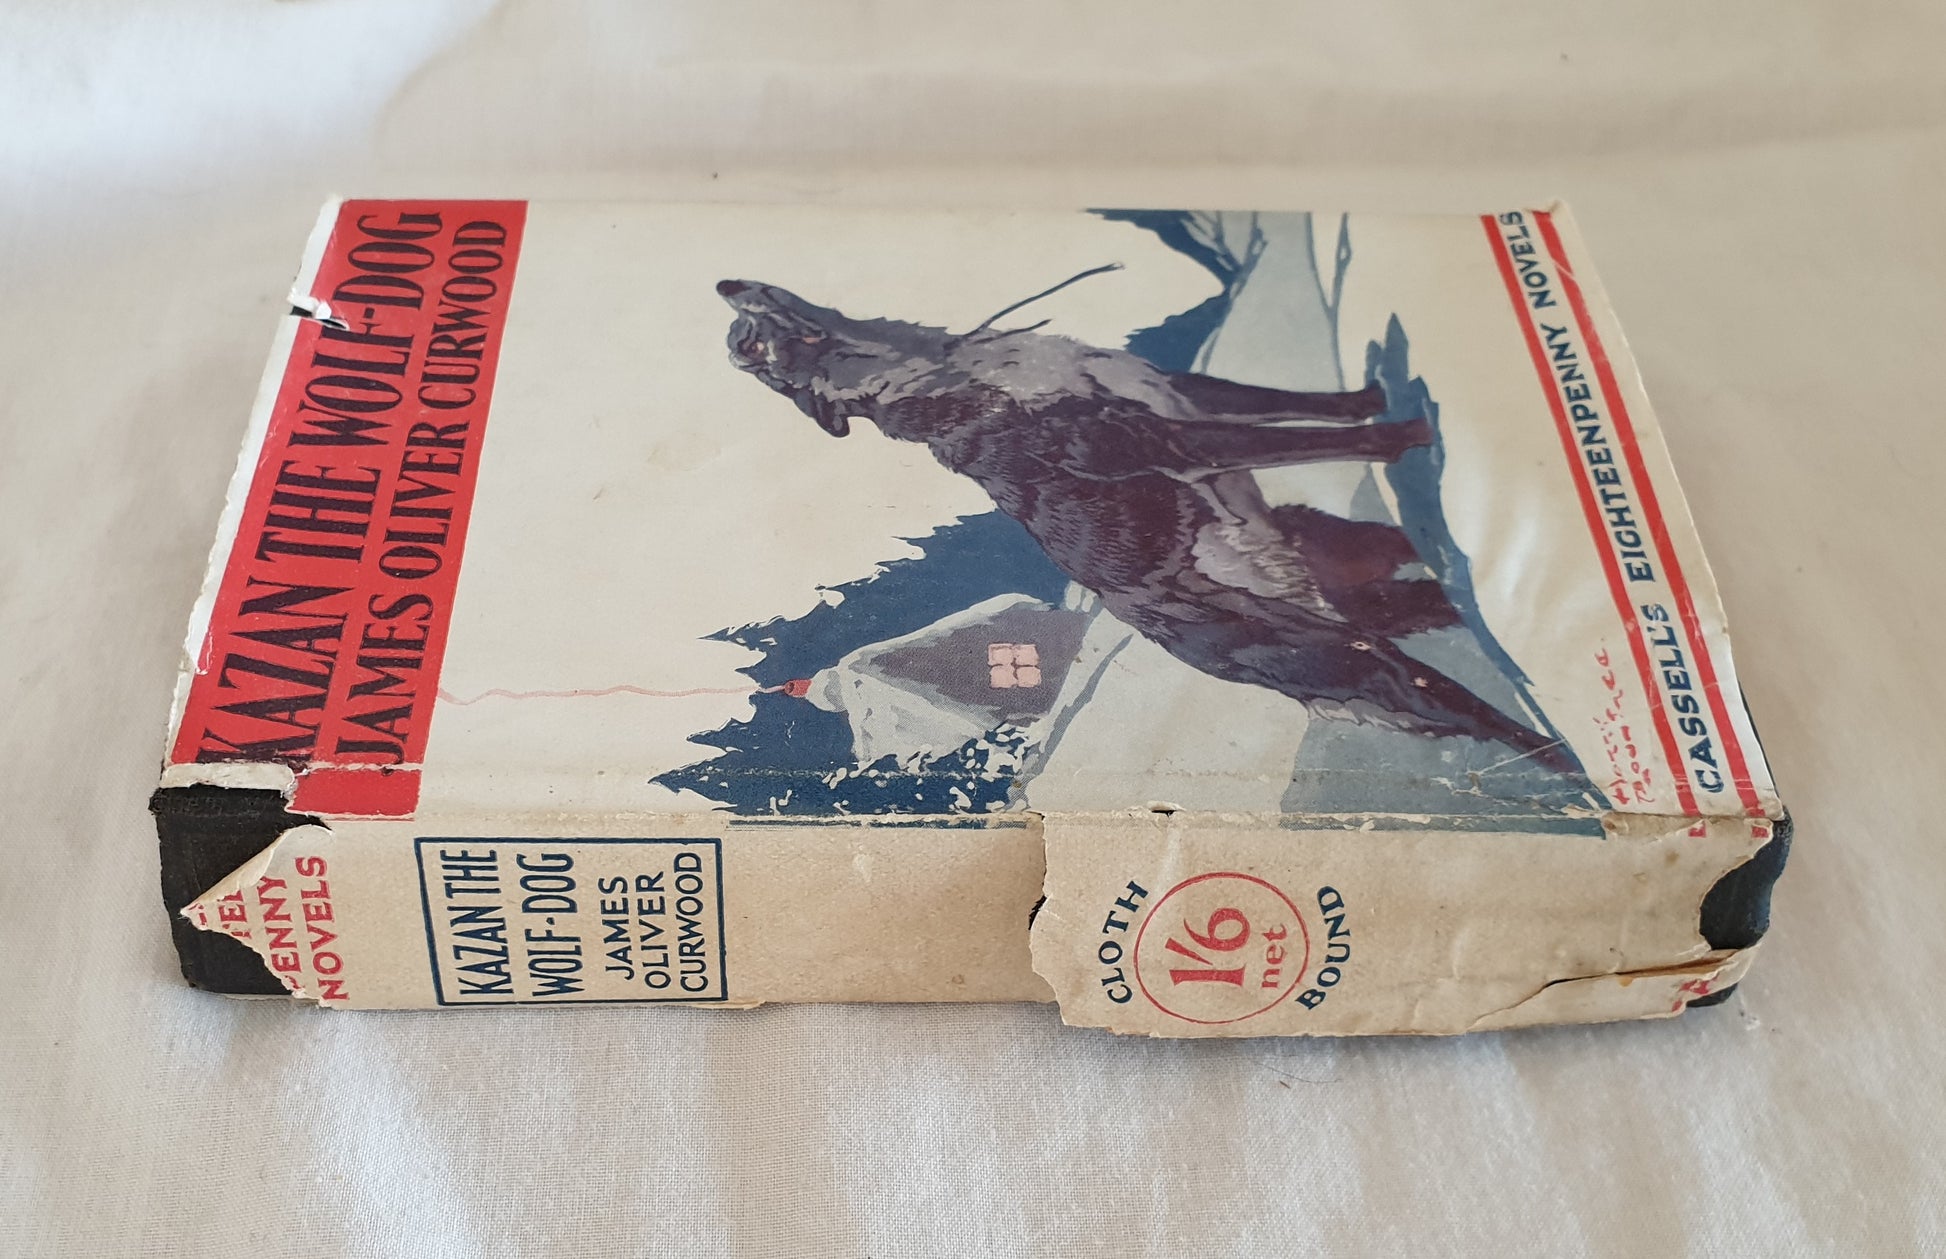 KAZAN THE WOLF-DOG
JAMES OLIVER CURWOOD
CASSELL'S EIGHTEENPENNY NOVELS
PENNY
NOVELS
KAZAN THE
WOLF-DOG
JAMES
OLIVER
CURWOOD
CLOTH
1/6
net
BOUND